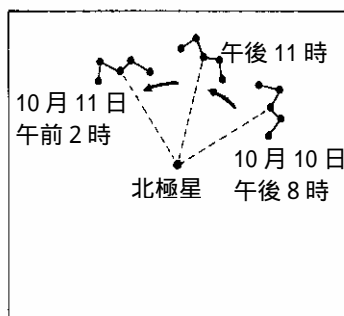 午後 11 時
10 月 11 日
午前 2 時
10 月 10 日
午後 8 時
北極星